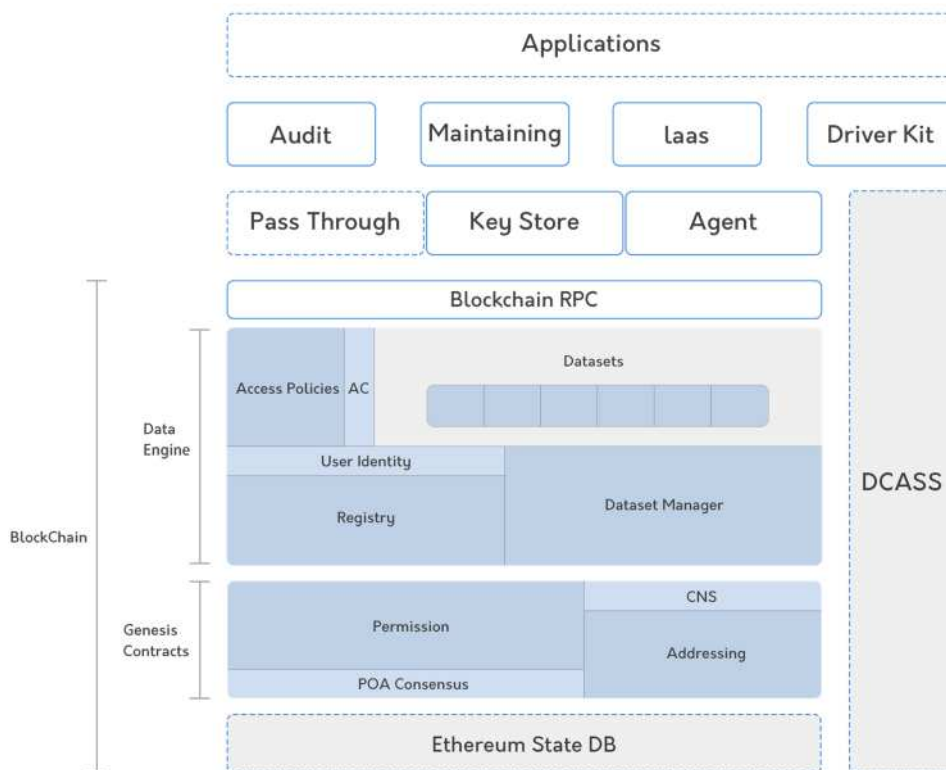 Applications
Audit
Maintaining
Iaas
Driver Kit
Pass Through
Key Store
Agent
Blockchain RPC
Access Policies
AC
Datasets
Data
Engine
User Identity
Registry
Dataset Manager
DCASS
BlockChain
CNS
Permission
Genesis
Contracts
Addressing
POA Consensus
Ethereum State DB